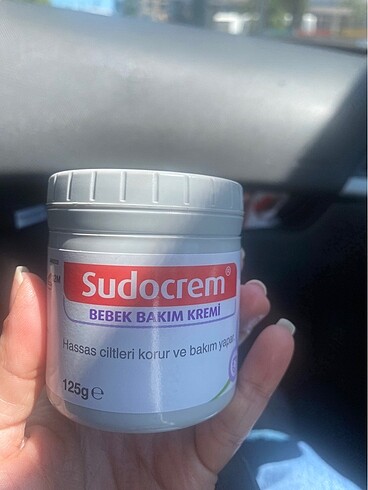 Sudocrem®
BEBEK BAKIM KREMİ
Hassas ciltleri korur ve bakım yapar.
125g℮